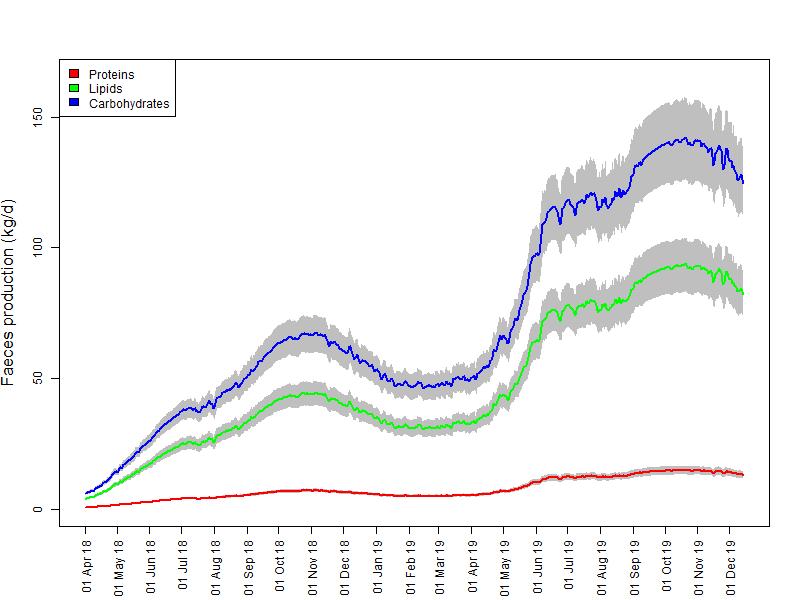 Proteins
Lipids
Carbohydrates
Faeces production (kg/d)
150
100
50
0
01 Apr 18
01 May 18
01 Jun 18
01 Jul 18
01 Aug 18
01 Sep 18
01 Oct 18
01 Nov 18
01 Dec 18
01 Jan 19
01 Feb 19
01 Mar 19
01 Apr 19
01 May 19
01 Jun 19
01 Jul 19
01 Aug 19
01 Sep 19
01 Oct 19
01 Nov 19
01 Dec 19